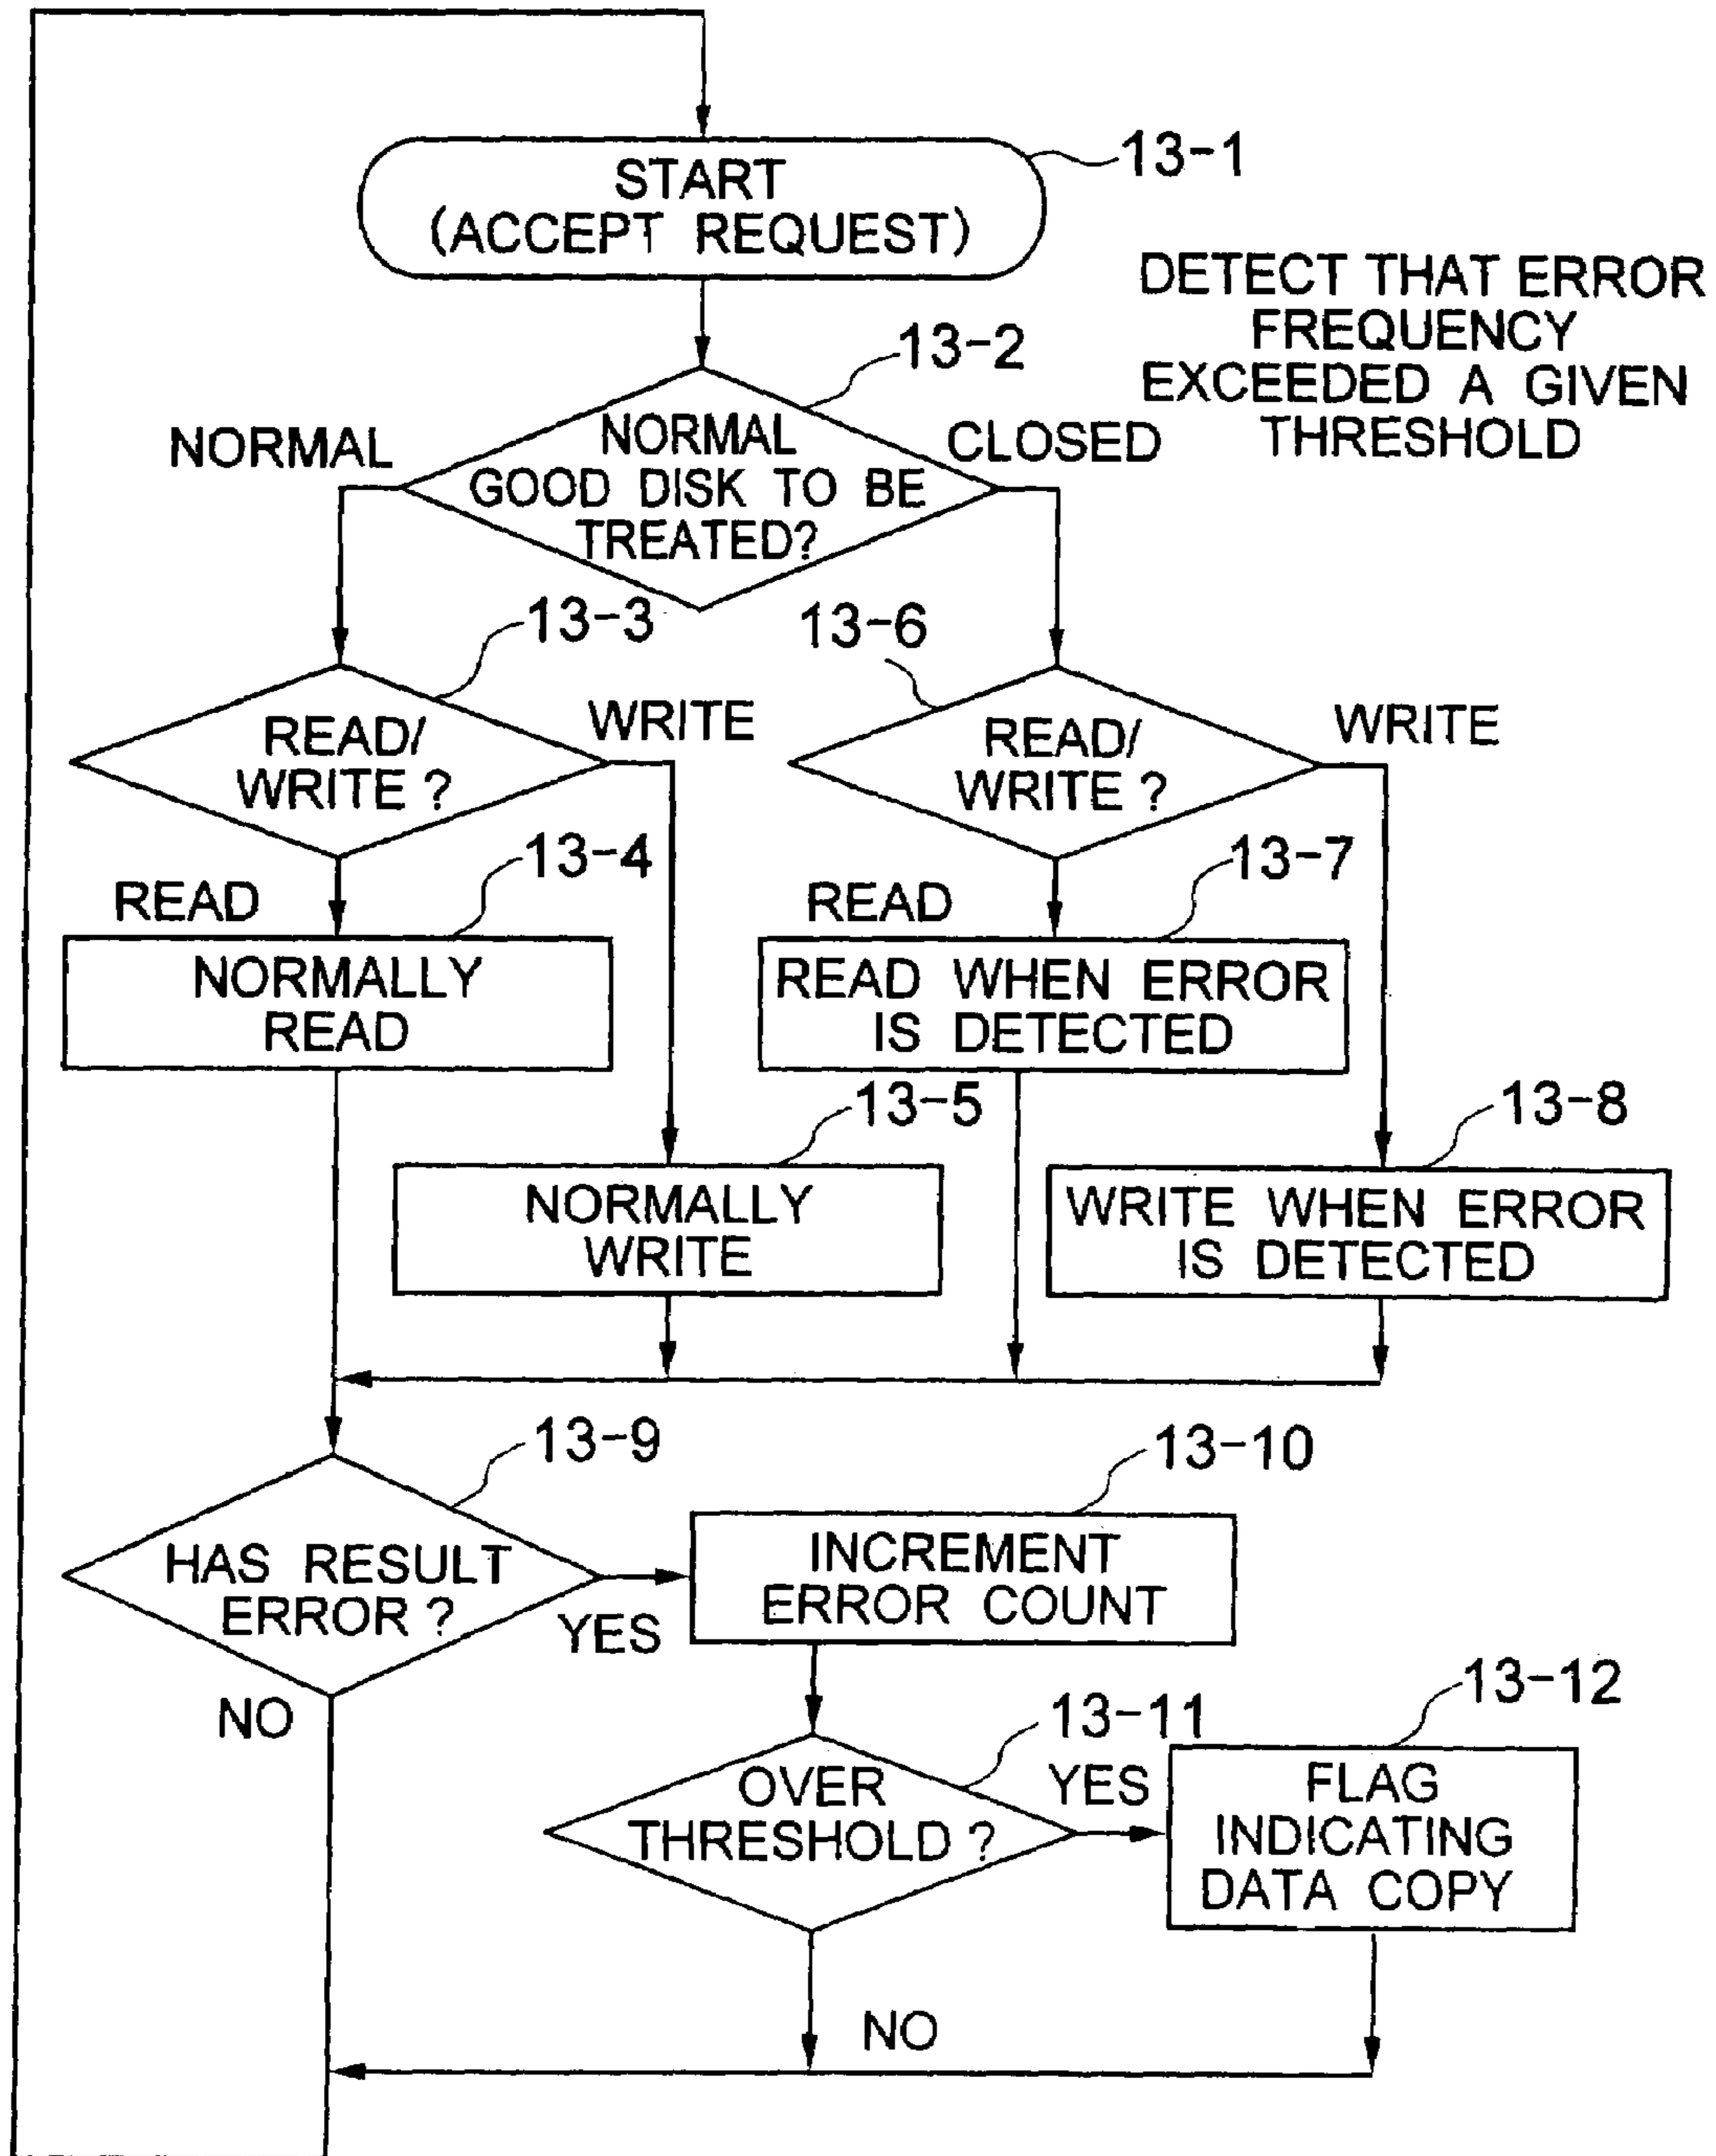 13-1
START
(ACCEPT REQUEST)
DETECT THAT ERROR
FREQUENCY
EXCEEDED A GIVEN
THRESHOLD
13-2
NORMAL
NORMAL
GOOD DISK TO BE
TREATED?
CLOSED
13-3
READ/
WRITE ?
WRITE
13-6
READ/
WRITE ?
WRITE
READ
13-4
NORMALLY
READ
READ
13-7
READ WHEN ERROR
IS DETECTED
13-5
NORMALLY
WRITE
13-8
WRITE WHEN ERROR
IS DETECTED
13-9
HAS RESULT
ERROR ?
YES
NO
13-10
INCREMENT
ERROR COUNT
13-11
OVER
THRESHOLD ?
YES
NO
13-12
FLAG
INDICATING
DATA COPY